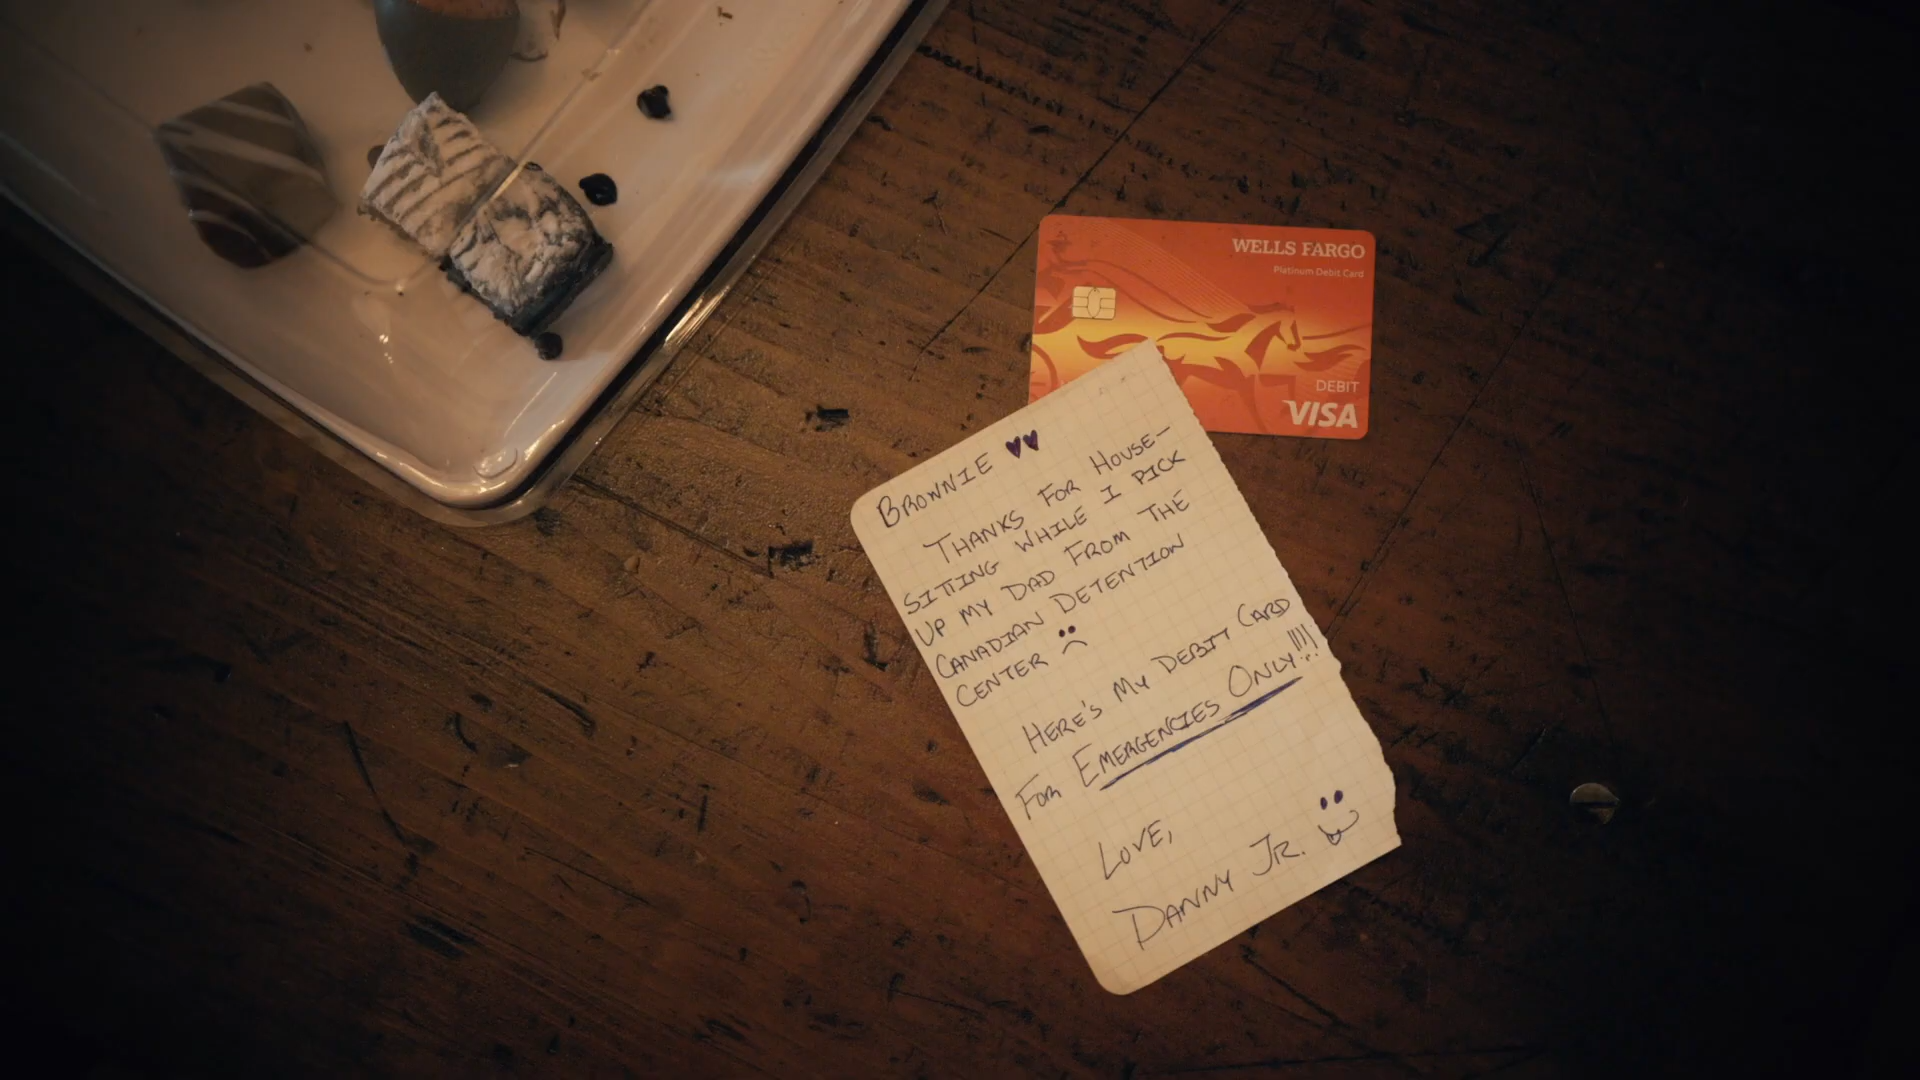 WELLS FARGO
Platinum Debit Card
DEBIT
VISA
BROWNIE
THANKS FOR HOUSE-
SITTING WHILE I PICK
UP MY DAD FROM THE
CANADIAN DETENTION
CENTER
HERE'S MY DEBIT CARD
FOR EMERGENCIES ONLY!!!!
LOVE,
DANNY JR.